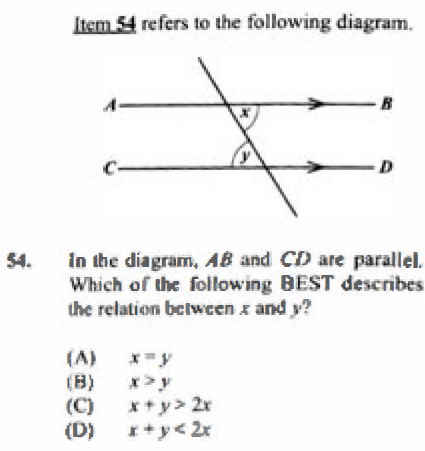 Item 54 refers to the following diagram.
A
B
x
y
C
D
54. In the diagram, AB and CD are parallel.
Which of the following BEST describes
the relation between x and y?
(A) x = y
(B) x > y
(C) x + y > 2x
(D) x + y < 2x